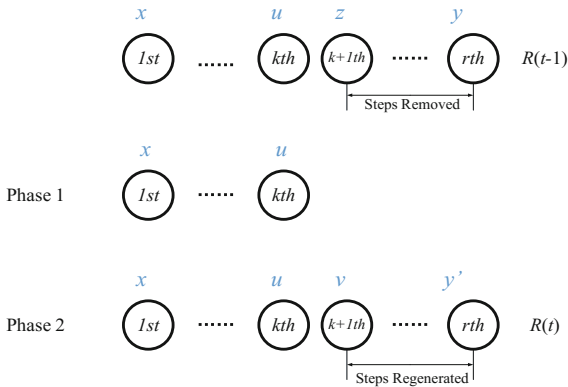 x u z y
1st ...... kth k+1th ...... rth R(t-1)
Steps Removed
x u
Phase 1 1st ...... kth
x u v y’
Phase 2 1st ...... kth k+1th ...... rth R(t)
Steps Regenerated